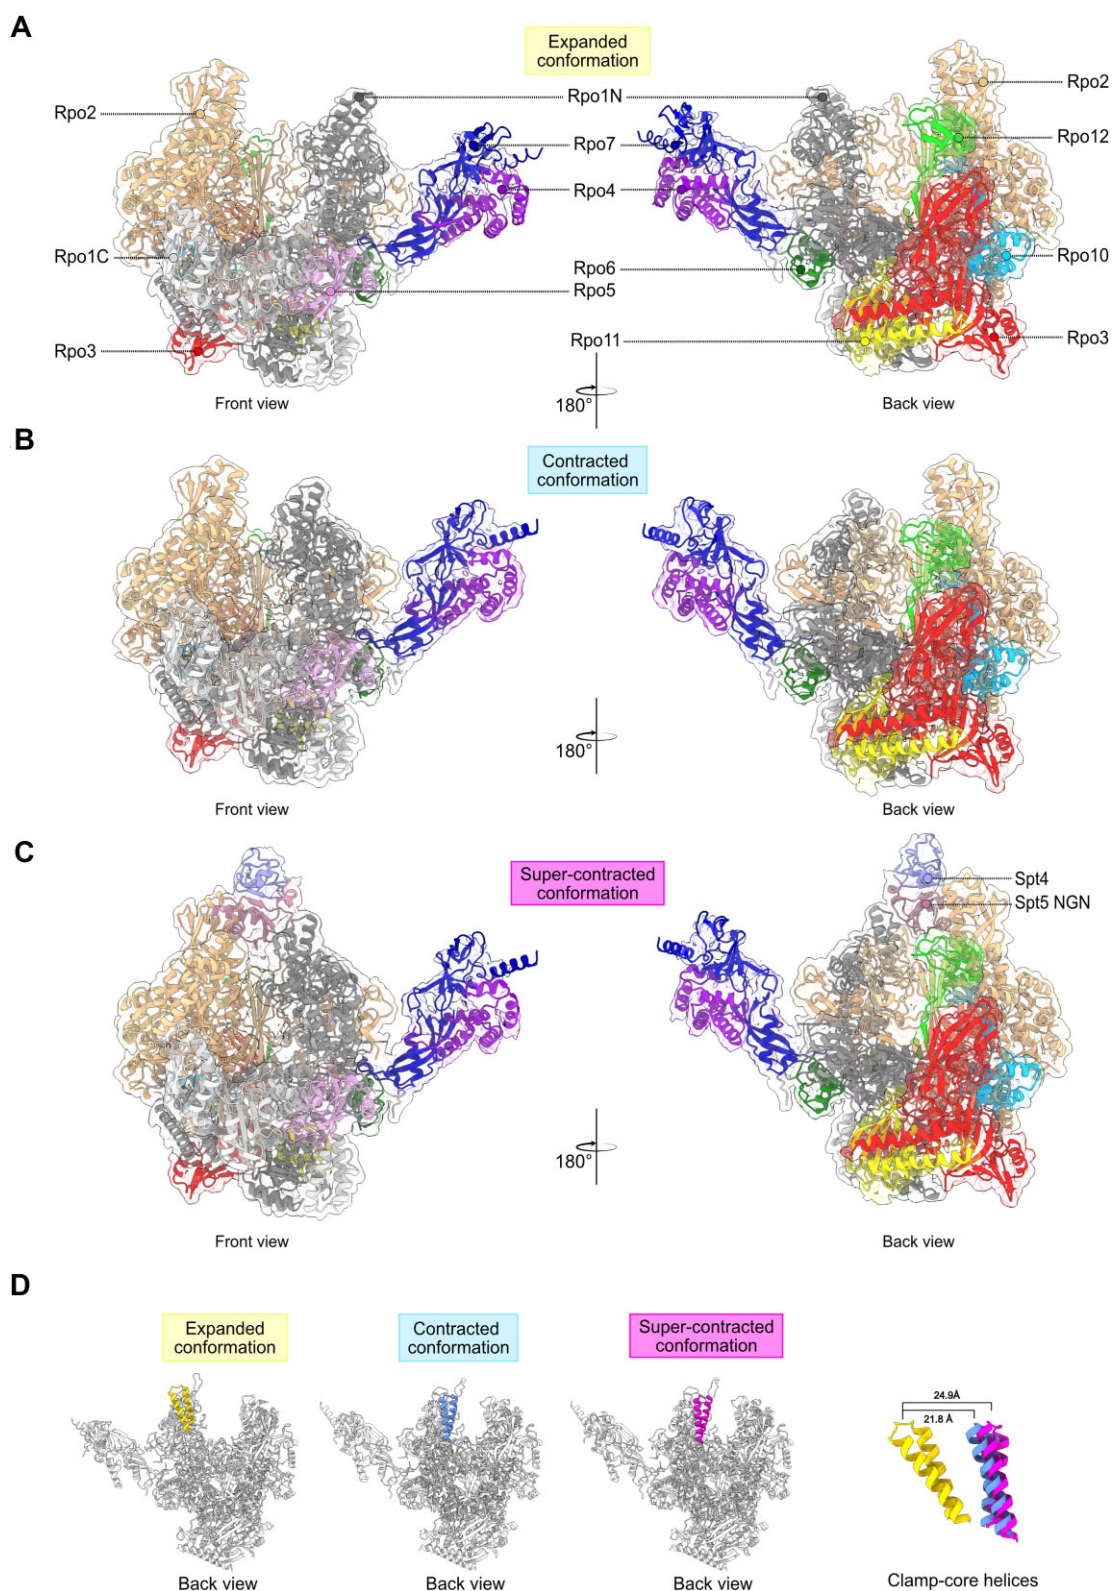 A
Expanded
conformation
Rpo2
Rpo1N
Rpo2
Rpo7
Rpo12
Rpo4
Rpo1C
Rpo10
Rpo6
Rpo5
Rpo3
Rpo11
Rpo3
Front view
180°
Back view
B
Contracted
conformation
180°
Front view
Back view
C
Super-contracted
conformation
Spt4
Spt5 NGN
180°
Front view
Back view
D
Expanded
conformation
Contracted
conformation
Super-contracted
conformation
24.9Å
21.8 Å
Back view
Back view
Back view
Clamp-core helices